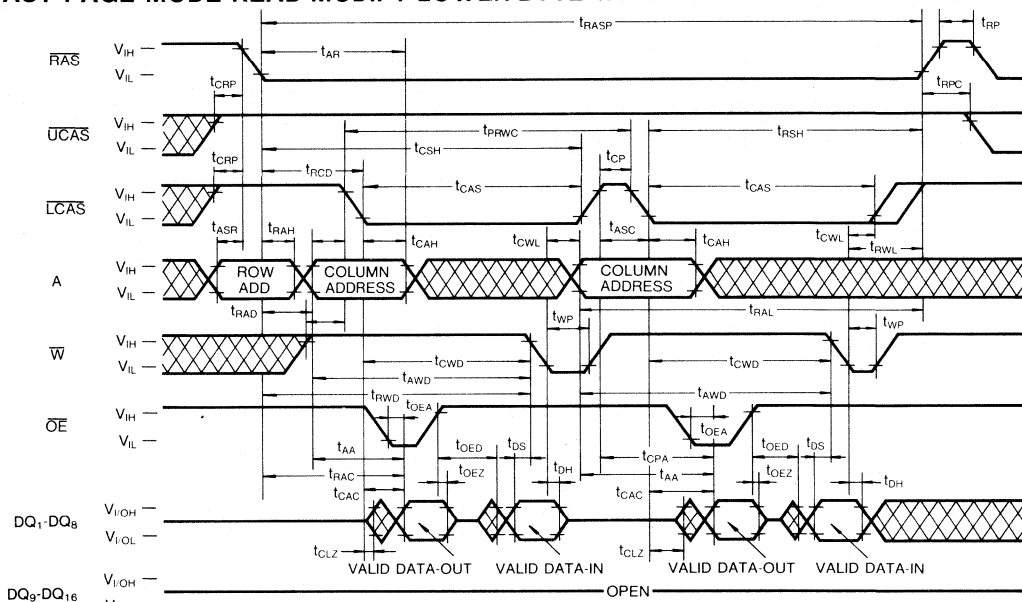 tRASP
tRP
tAR
RAS
VIH
VIL
tCRP
tRPC
UCAS
VIH
VIL
tPRWC
tRSH
tCSH
tCRP
tRCD
tCP
LCAS
VIH
VIL
tCAS
tCAS
tASR
tRAH
tCAH
tCWL
tASC
tCAH
tCWL
tRWL
A
VIH
VIL
ROW
ADD
COLUMN
ADDRESS
COLUMN
ADDRESS
tRAD
tRAL
tWP
tWP
W
VIH
VIL
tCWD
tCWD
tAWD
tAWD
tRWD
tOEA
OE
VIH
VIL
tOEA
tAA
tOED
tDS
tCPA
tOED
tDS
tRAC
tOEZ
tDH
tAA
tOEZ
tDH
tCAC
tCAC
DQ1-DQ8
VI/OH
VI/OL
tCLZ
tCLZ
VALID DATA-OUT
VALID DATA-IN
VALID DATA-OUT
VALID DATA-IN
VI/OH
OPEN
DQ9-DQ16